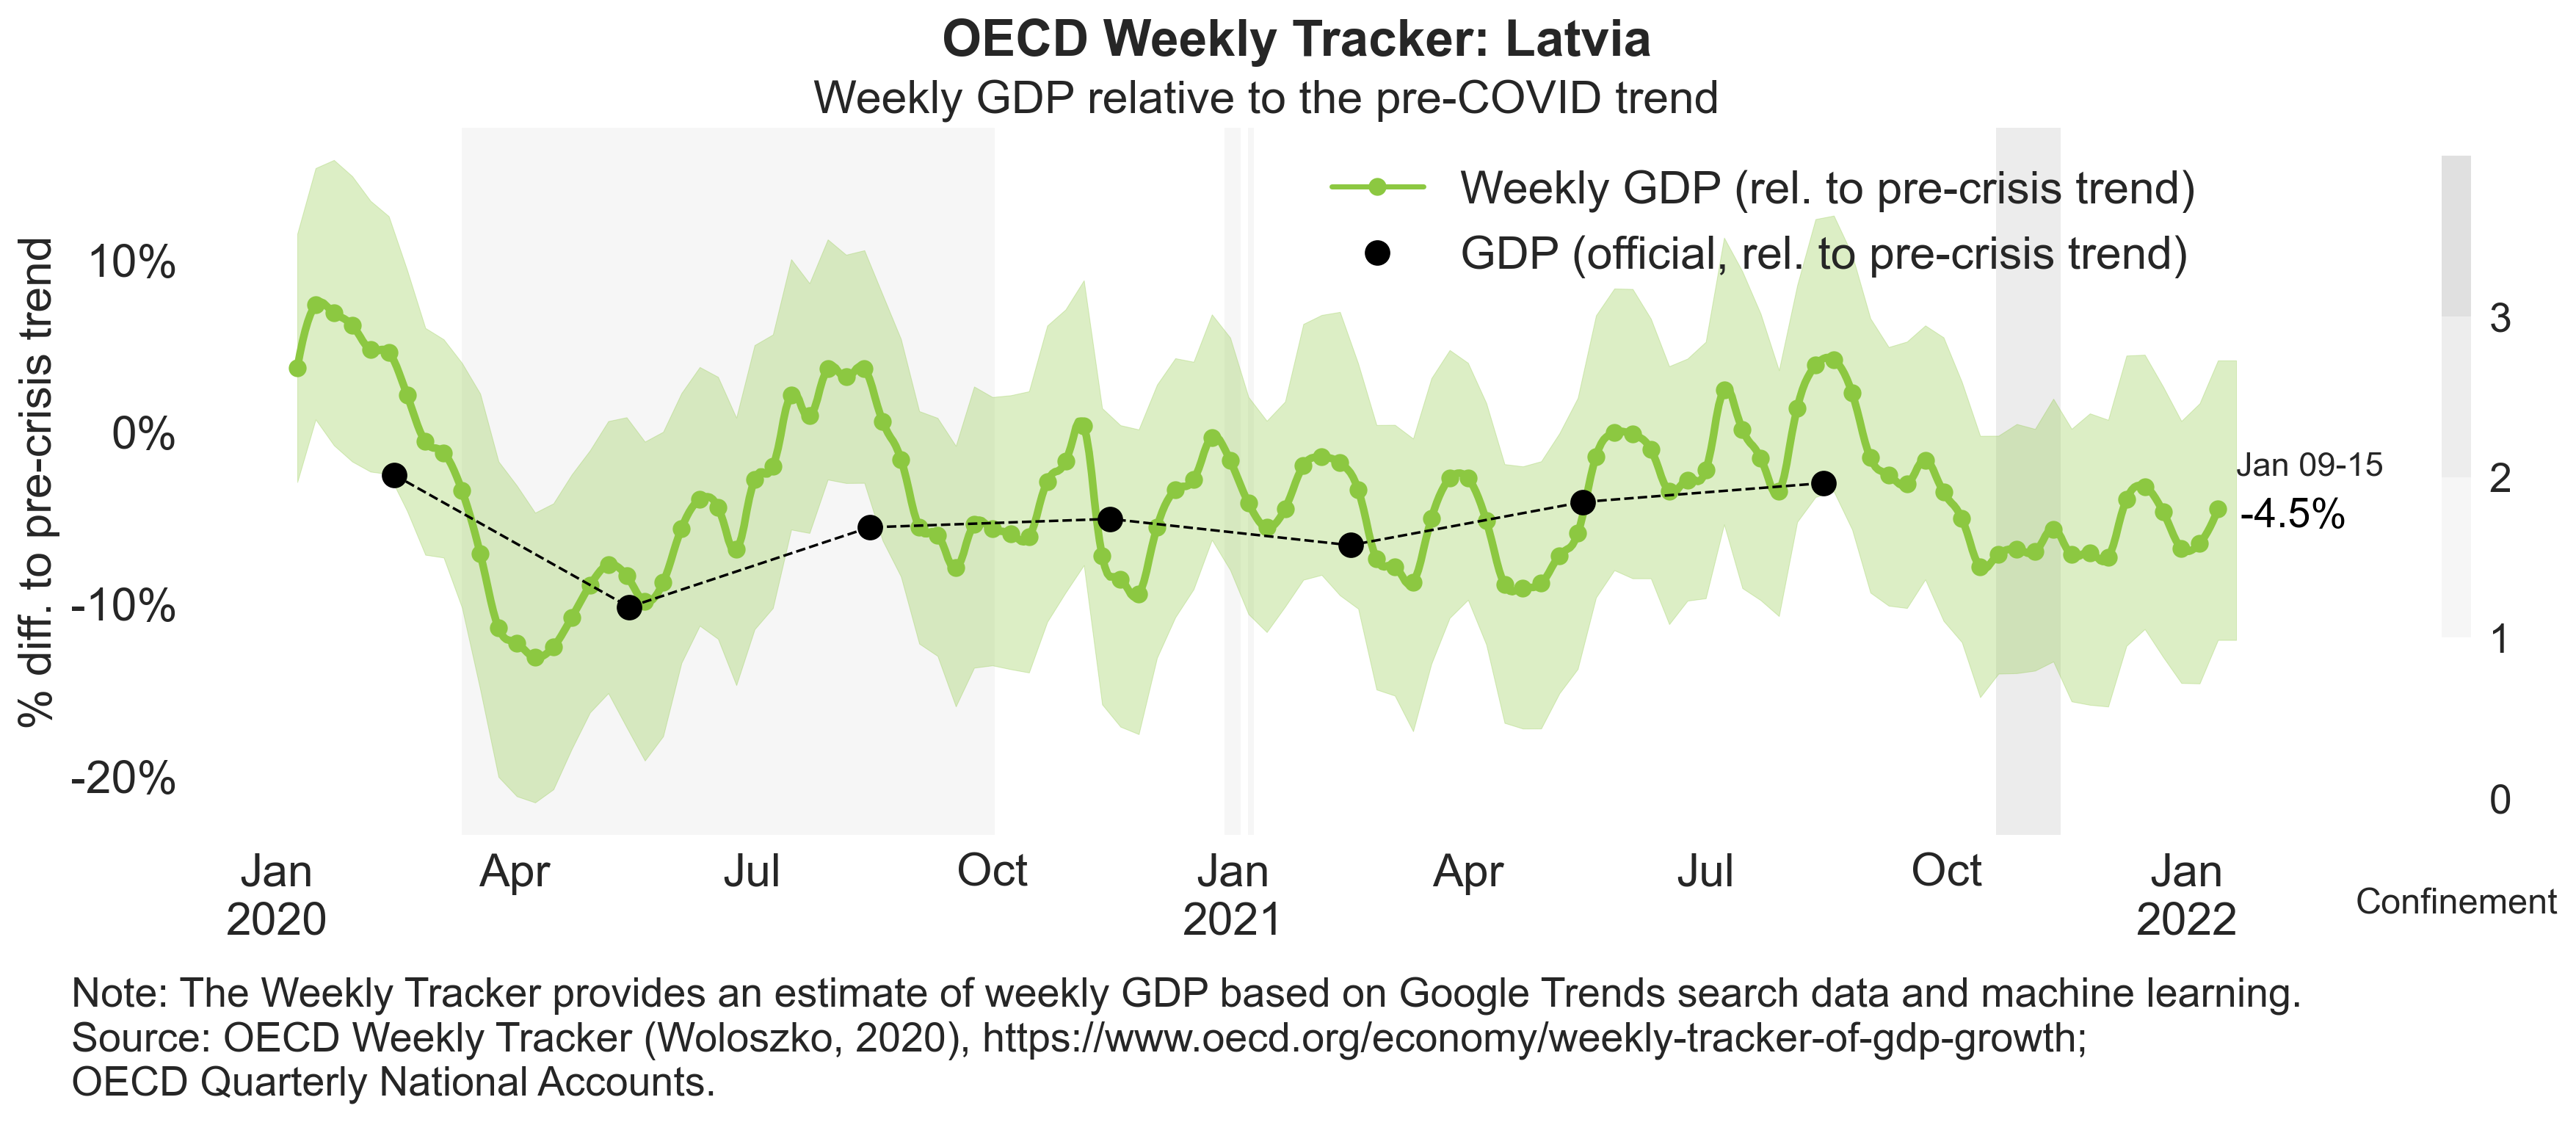 OECD Weekly Tracker: Latvia
Weekly GDP relative to the pre-COVID trend
% diff. to pre-crisis trend
10%
0%
-10%
-20%
Weekly GDP (rel. to pre-crisis trend)
GDP (official, rel. to pre-crisis trend)
Jan 09-15
-4.5%
3
2
1
0
Confinement
Jan Apr Jul Oct Jan Apr Jul Oct Jan
2020 2021 2022
Note: The Weekly Tracker provides an estimate of weekly GDP based on Google Trends search data and machine learning.
Source: OECD Weekly Tracker (Woloszko, 2020), https://www.oecd.org/economy/weekly-tracker-of-gdp-growth;
OECD Quarterly National Accounts.